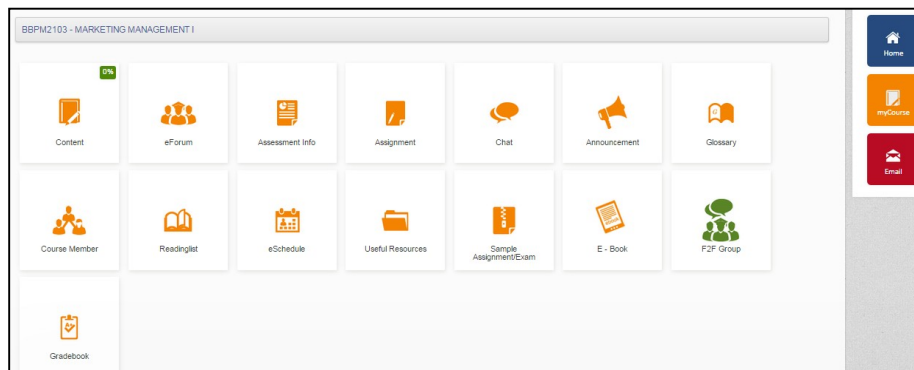 BBPM2103 - MARKETING MANAGEMENT I
0%
Content
eForum
Assessment Info
Assignment
Chat
Announcement
Glossary
Course Member
Readinglist
eSchedule
Useful Resources
Sample
Assignment/Exam
E - Book
F2F Group
Gradebook
Home
myCourse
Email